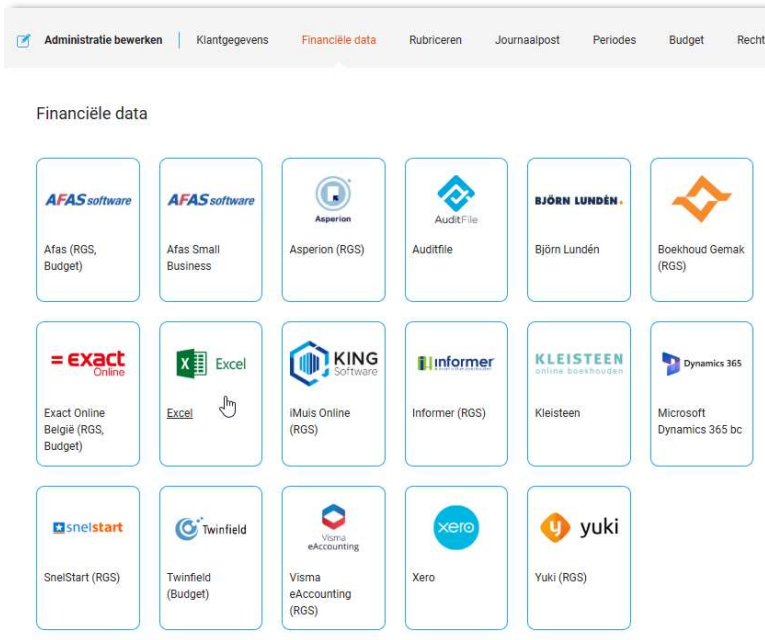 Administratie bewerken Klantgegevens Financiële data Rubriceren Journaalpost Periodes Budget Recht
Financiële data
AFAS software
Afas (RGS,
Budget)
AFAS software
Afas Small
Business
Asperion
Asperion (RGS)
AuditFile
Auditfile
BJÖRN LUNDÉN.
Björn Lundén
Boekhoud Gemak
(RGS)
= exact
Online
Exact Online
België (RGS,
Budget)
X Excel
Excel
KING
Software
iMuis Online
(RGS)
informer
Informer (RGS)
KLEISTEEN
online boekhouden
Kleisteen
Dynamics 365
Microsoft
Dynamics 365 bc
snelstart
SnelStart (RGS)
Twinfield
Twinfield
(Budget)
Visma
eAccounting
Visma
eAccounting
(RGS)
xero
Xero
yuki
Yuki (RGS)